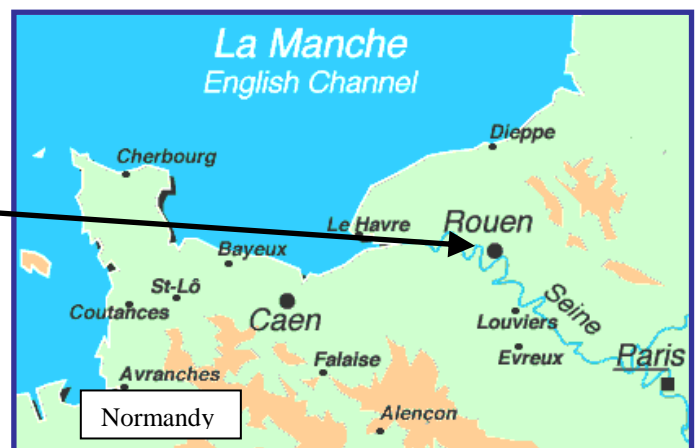 La Manche
English Channel
Dieppe
Cherbourg
Le Havre
Rouen
Bayeux
St-Lô
Coutances
Caen
Seine
Louviers
Evreux
Paris
Falaise
Avranches
Normandy
Alençon